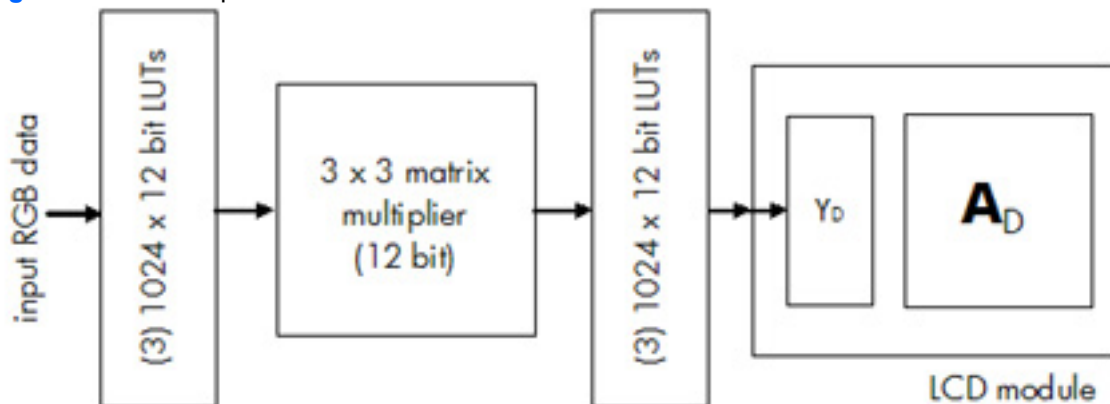 input RGB data
(3) 1024 x 12 bit LUTs
3 x 3 matrix
multiplier
(12 bit)
(3) 1024 x 12 bit LUTs
YD
AD
LCD module